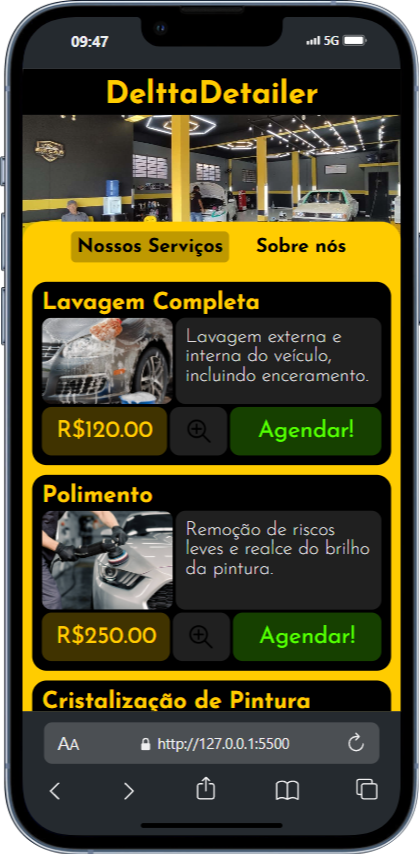 09:47
5G
DelttaDetailer
Nossos Serviços
Sobre nós
Lavagem Completa
Lavagem externa e
interna do veículo,
incluindo enceramento.
R$120.00
Agendar!
Polimento
Remoção de riscos
leves e realce do brilho
da pintura.
R$250.00
Agendar!
Cristalização de Pintura
AA
http://127.0.0.1:5500